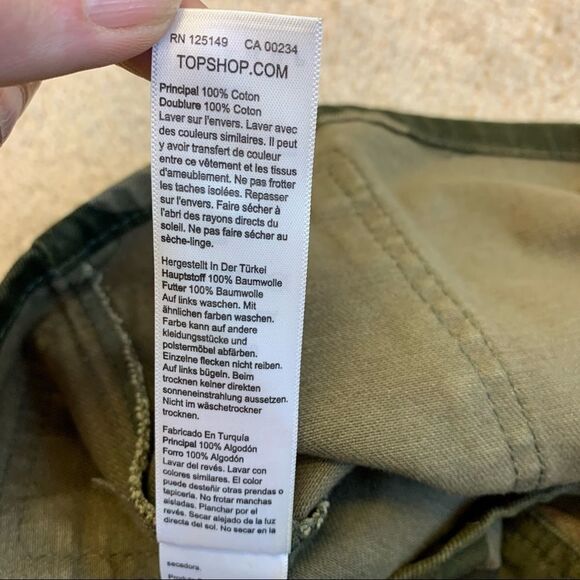 RN 125149 CA 00234
TOPSHOP.COM
Principal 100% Coton
Doublure 100% Coton
Laver sur l'envers. Laver avec
des couleurs similaires. Il peut
y avoir transfert de couleur
entre ce vêtement et les tissus
d'ameublement. Ne pas frotter
les taches isolées. Repasser
sur l'envers. Faire sécher à
l'abri des rayons directs du
soleil. Ne pas faire sécher au
sèche-linge.
Hergestellt In Der Türkei
Hauptstoff 100% Baumwolle
Futter 100% Baumwolle
Auf links waschen. Mit
ähnlichen farben waschen.
Farbe kann auf andere
kleidungsstücke und
polstermöbel abfärben.
Einzelne flecken nicht reiben.
Auf links bügeln. Beim
trocknen keiner direkten
sonneneinstrahlung aussetzen.
Nicht im wäschetrockner
trocknen.
Fabricado En Turquía
Principal 100% Algodón
Forro 100% Algodón
Lavar del revés. Lavar con
colores similares. El color
puede desteñir otras prendas o
tapicería. No frotar manchas
aisladas. Planchar por el
revés. Secar alejado de la luz
directa del sol. No secar en la
secadora.